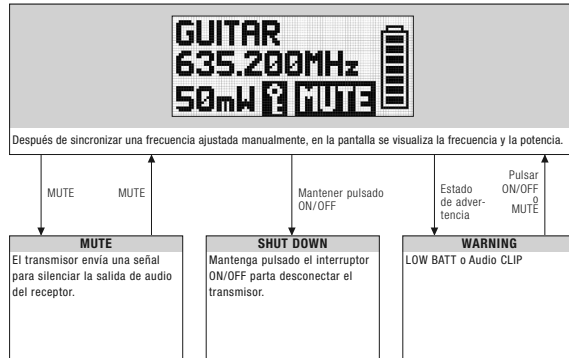 GUITAR
635.200MHz
50mW MUTE
Después de sincronizar una frecuencia ajustada manualmente, en la pantalla se visualiza la frecuencia y la potencia.
MUTE
MUTE
Mantener pulsado
ON/OFF
Estado
de adver-
tencia
Pulsar
ON/OFF
o
MUTE
MUTE
El transmisor envía una señal
para silenciar la salida de audio
del receptor.
SHUT DOWN
Mantenga pulsado el interruptor
ON/OFF parta desconectar el
transmisor.
WARNING
LOW BATT o Audio CLIP